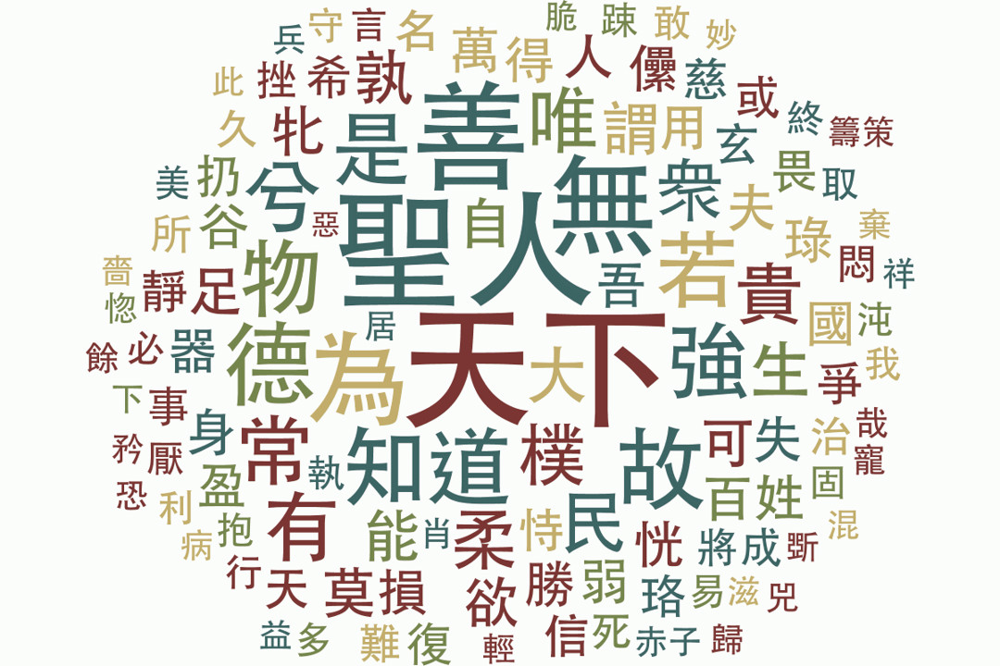 脆 踈 敢 妙
兵 守 言 名 萬 得 人 儽 慈
此 挫 希 孰 善 唯 謂 用 或 終 籌策
久 牝 是 無 衆 玄 畏 取
美 扔 兮 聖人 自 若 夫 琭 棄
所 谷 惡 吾 貴 悶 祥
嗇 靜 足 物 國 沌
惚 居 天下 大 強 生 爭 我
餘 必 器 德 為
下 事 身 常 知 道 樸 故 可 失 治 哉
矜 厭 執 寵
恐 利 盈 有 能 民 百姓 固
病 抱 肖 柔 恃 恍 將 成 斲 混
行 天 莫 損 欲 勝 弱 珞 易 滋 兕
益 多 難 復 輕 信 死 赤子 歸